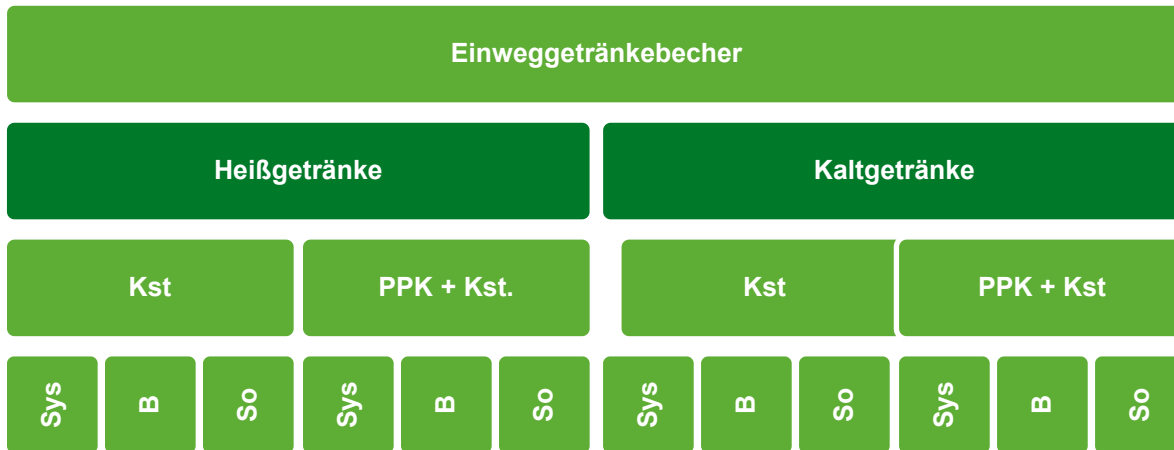 Einweggetränkebecher
Heißgetränke
Kaltgetränke
Kst
PPK + Kst.
Kst
PPK + Kst
Sys
B
So
Sys
B
So
Sys
B
So
Sys
B
So